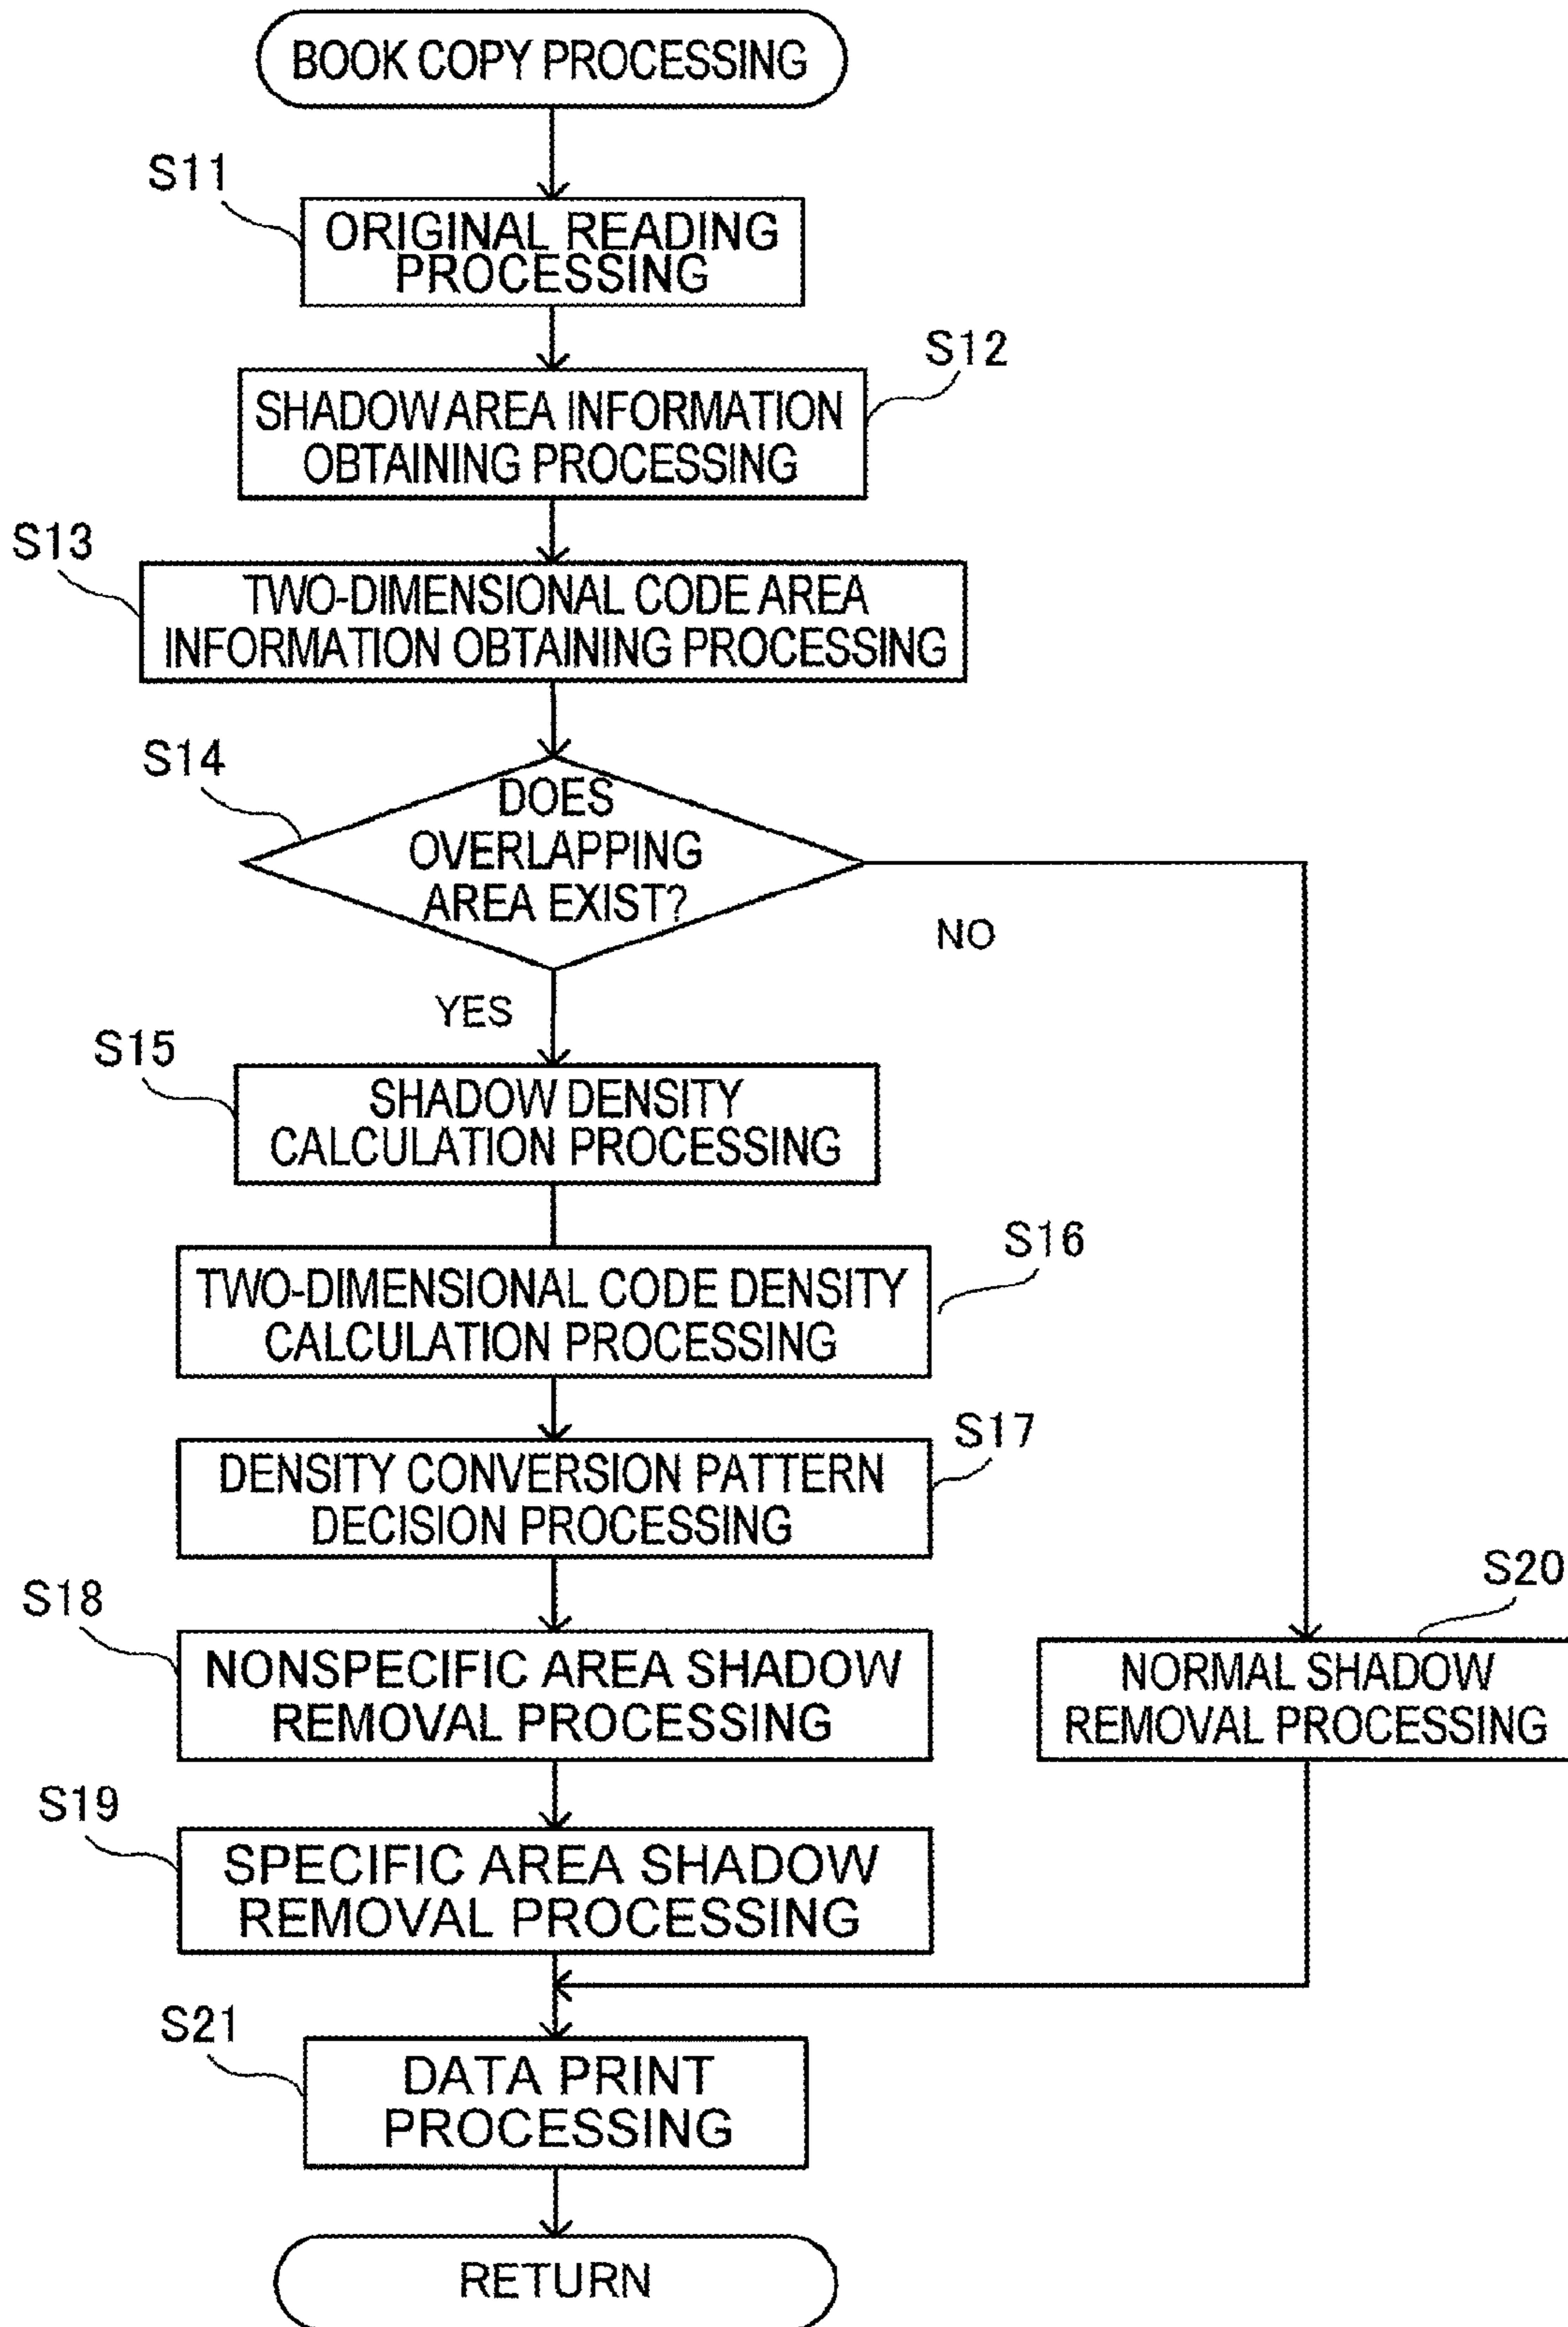 BOOK COPY PROCESSING
S11
ORIGINAL READING
PROCESSING
S12
SHADOW AREA INFORMATION
OBTAINING PROCESSING
S13
TWO-DIMENSIONAL CODE AREA
INFORMATION OBTAINING PROCESSING
S14
DOES
OVERLAPPING
AREA EXIST?
NO
YES
S15
SHADOW DENSITY
CALCULATION PROCESSING
S16
TWO-DIMENSIONAL CODE DENSITY
CALCULATION PROCESSING
S17
DENSITY CONVERSION PATTERN
DECISION PROCESSING
S18
NONSPECIFIC AREA SHADOW
REMOVAL PROCESSING
S20
NORMAL SHADOW
REMOVAL PROCESSING
S19
SPECIFIC AREA SHADOW
REMOVAL PROCESSING
S21
DATA PRINT
PROCESSING
RETURN